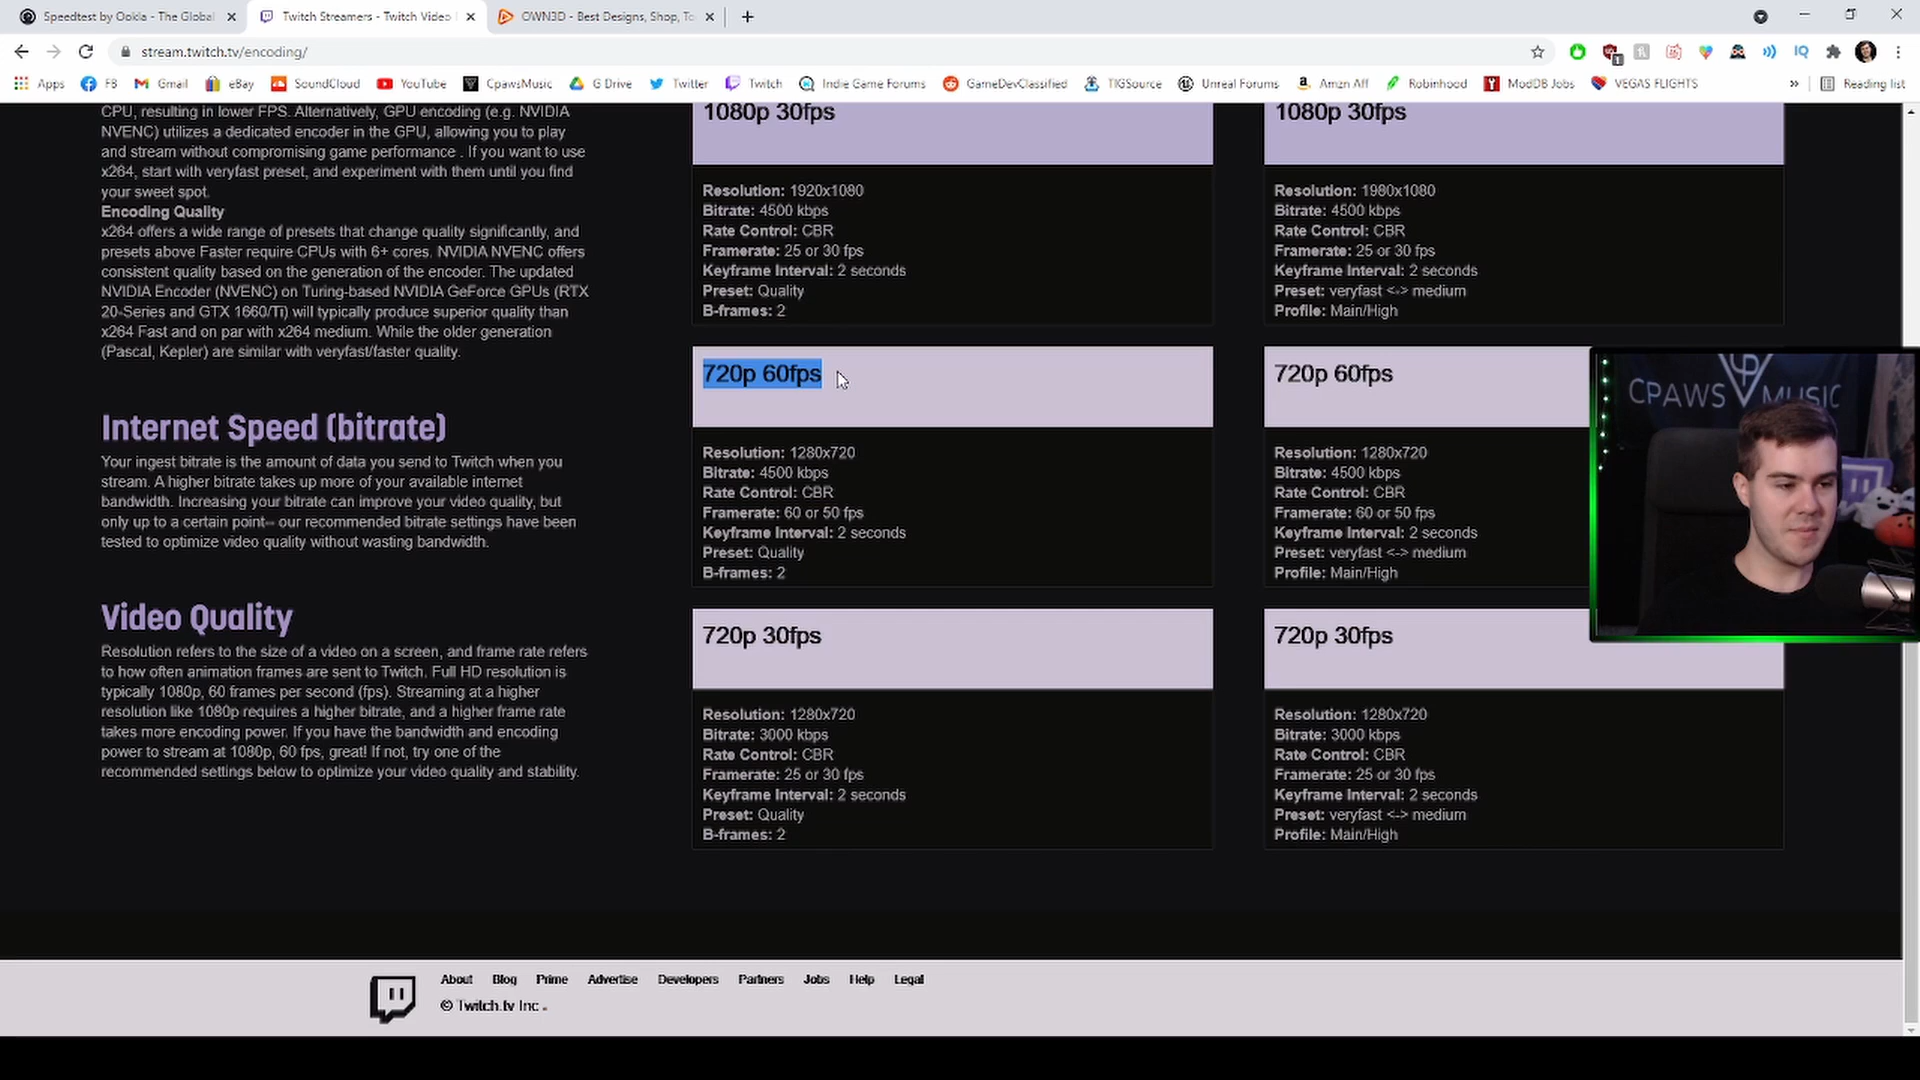 Speedtest by Ookla - The Global
Twitch Streamers - Twitch Video
OWN3D - Best Designs, Shop, To
stream.twitch.tv/encoding/
Apps
FB
Gmail
eBay
SoundCloud
YouTube
CpawsMusic
G Drive
Twitter
Twitch
Indie Game Forums
GameDevClassified
TIGSource
Unreal Forums
Amzn Aff
Robinhood
ModDB Jobs
VEGAS FLIGHTS
»
Reading list
CPU, resulting in lower FPS. Alternatively, GPU encoding (e.g. NVIDIA
NVENC) utilizes a dedicated encoder in the GPU, allowing you to play
and stream without compromising game performance . If you want to use
x264, start with veryfast preset, and experiment with them until you find
your sweet spot.
Encoding Quality
x264 offers a wide range of presets that change quality significantly, and
presets above Faster require CPUs with 6+ cores. NVIDIA NVENC offers
consistent quality based on the generation of the encoder. The updated
NVIDIA Encoder (NVENC) on Turing-based NVIDIA GeForce GPUs (RTX
20-Series and GTX 1660/Ti) will typically produce superior quality than
x264 Fast and on par with x264 medium. While the older generation
(Pascal, Kepler) are similar with veryfast/faster quality.
Internet Speed (bitrate)
Your ingest bitrate is the amount of data you send to Twitch when you
stream. A higher bitrate takes up more of your available internet
bandwidth. Increasing your bitrate can improve your video quality, but
only up to a certain point-- our recommended bitrate settings have been
tested to optimize video quality without wasting bandwidth.
Video Quality
Resolution refers to the size of a video on a screen, and frame rate refers
to how often animation frames are sent to Twitch. Full HD resolution is
typically 1080p, 60 frames per second (fps). Streaming at a higher
resolution like 1080p requires a higher bitrate, and a higher frame rate
takes more encoding power. If you have the bandwidth and encoding
power to stream at 1080p, 60 fps, great! If not, try one of the
recommended settings below to optimize your video quality and stability.
1080p 30fps
Resolution: 1920x1080
Bitrate: 4500 kbps
Rate Control: CBR
Framerate: 25 or 30 fps
Keyframe Interval: 2 seconds
Preset: Quality
B-frames: 2
720p 60fps
Resolution: 1280x720
Bitrate: 4500 kbps
Rate Control: CBR
Framerate: 60 or 50 fps
Keyframe Interval: 2 seconds
Preset: Quality
B-frames: 2
720p 30fps
Resolution: 1280x720
Bitrate: 3000 kbps
Rate Control: CBR
Framerate: 25 or 30 fps
Keyframe Interval: 2 seconds
Preset: Quality
B-frames: 2
1080p 30fps
Resolution: 1980x1080
Bitrate: 4500 kbps
Rate Control: CBR
Framerate: 25 or 30 fps
Keyframe Interval: 2 seconds
Preset: veryfast <-> medium
Profile: Main/High
720p 60fps
Resolution: 1280x720
Bitrate: 4500 kbps
Rate Control: CBR
Framerate: 60 or 50 fps
Keyframe Interval: 2 seconds
Preset: veryfast <-> medium
Profile: Main/High
720p 30fps
Resolution: 1280x720
Bitrate: 3000 kbps
Rate Control: CBR
Framerate: 25 or 30 fps
Keyframe Interval: 2 seconds
Preset: veryfast <-> medium
Profile: Main/High
CPAWS MUSIC
About Blog Prime Advertise Developers Partners Jobs Help Legal
© Twitch.tv Inc .